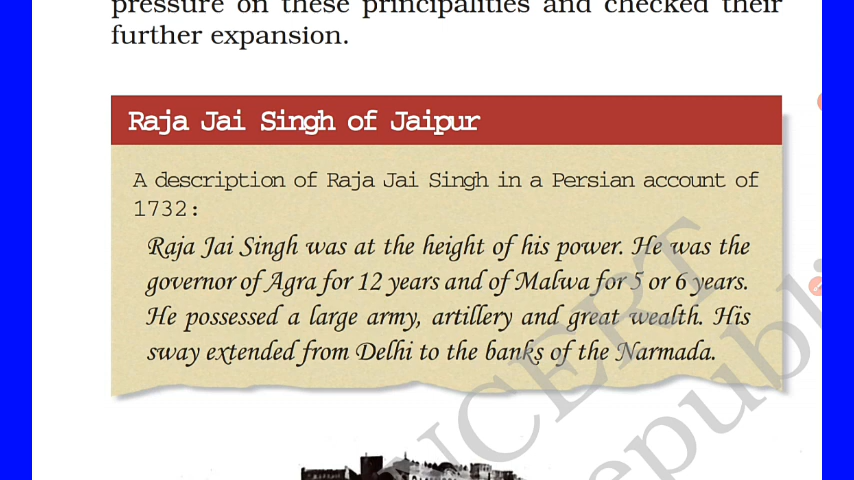 pressure on these principalities and checked their
further expansion.
Raja Jai Singh of Jaipur
A description of Raja Jai Singh in a Persian account of
1732:
Raja Jai Singh was at the height of his power. He was the
governor of Agra for 12 years and of Malwa for 5 or 6 years.
He possessed a large army, artillery and great wealth. His
sway extended from Delhi to the banks of the Narmada.
NCERT
republi